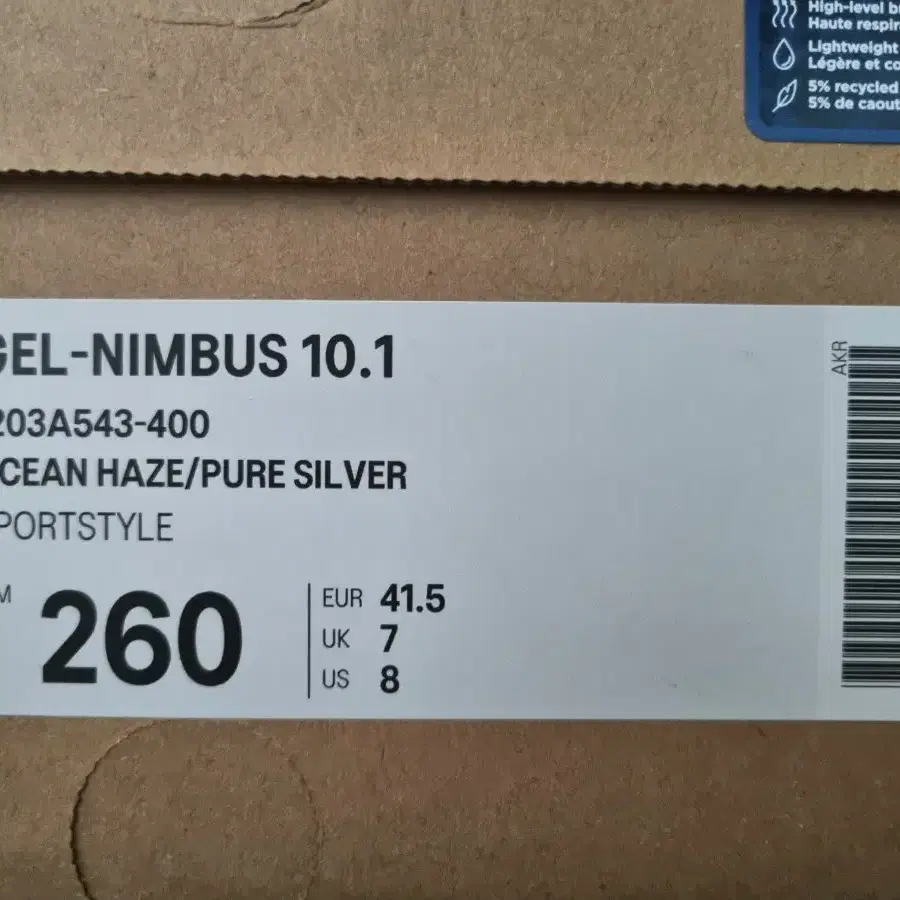 High-level b
Haute respir
Lightweight
Légère et co
5% recycled
5% de caout
GEL-NIMBUS 10.1
203A543-400
CEAN HAZE/PURE SILVER
PORTSTYLE
M
260
EUR 41.5
UK 7
US 8
AKR